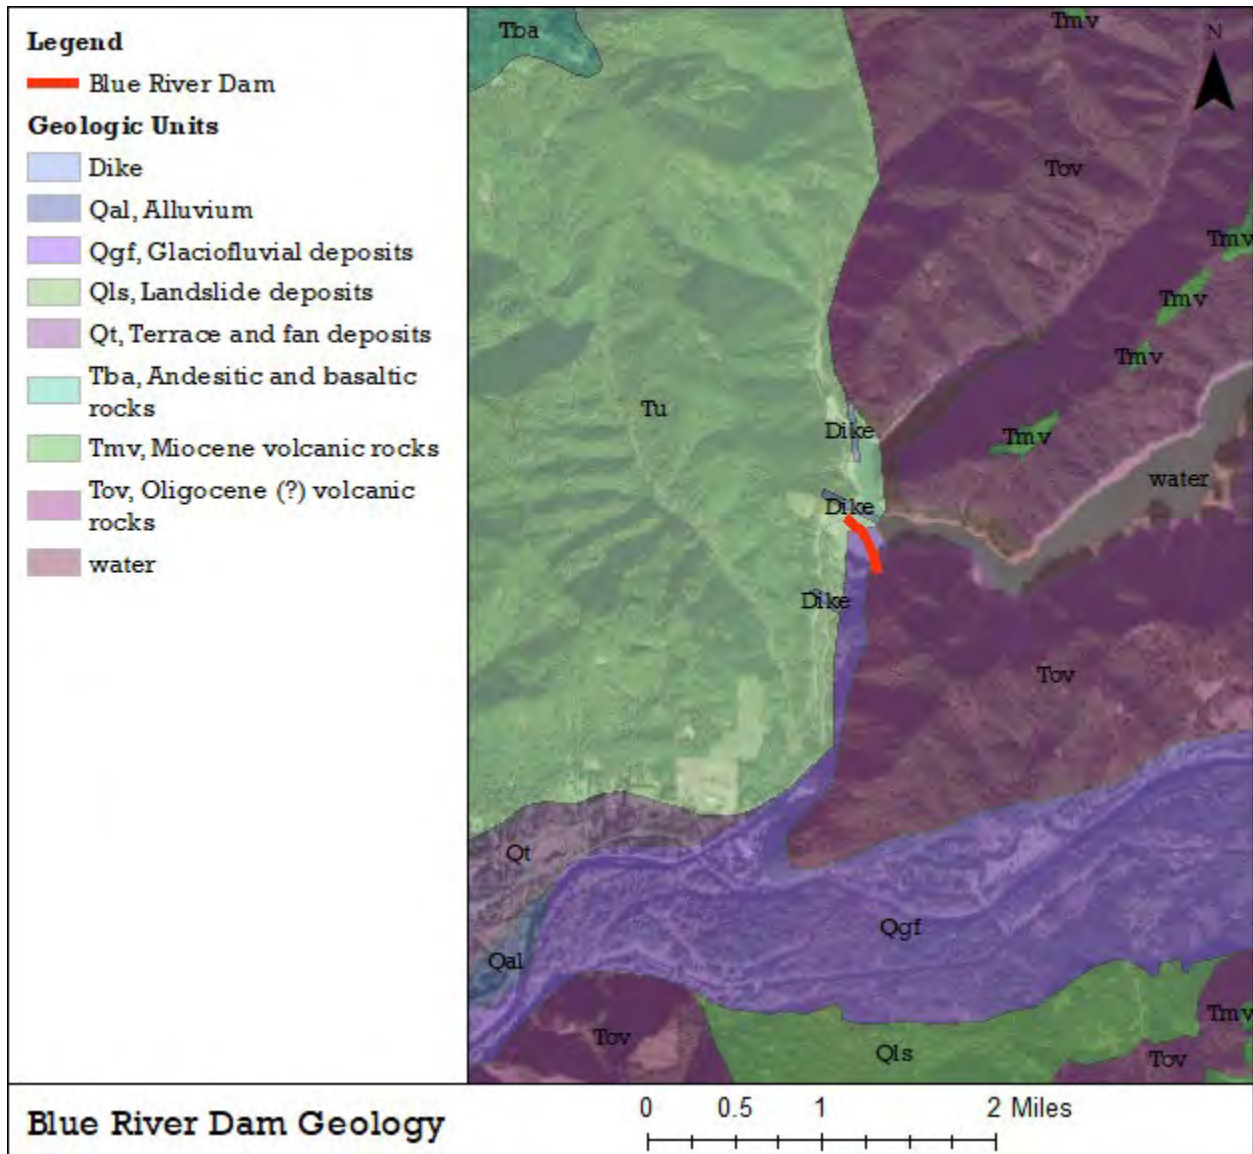 Legend
Blue River Dam
Geologic Units
Dike
Qal, Alluvium
Qgf, Glaciofluvial deposits
Qls, Landslide deposits
Qt, Terrace and fan deposits
Tba, Andesitic and basaltic
rocks
Tmv, Miocene volcanic rocks
Tov, Oligocene (?) volcanic
rocks
water
Tba
Tmv
N
Tov
Tmv
Tmv
Tmv
Tu
Dike
Tmv
water
Dike
Dike
Tov
Qt
Qgf
Qal
Tov
Qls
Tmv
Tov
Blue River Dam Geology
0 0.5 1 2 Miles